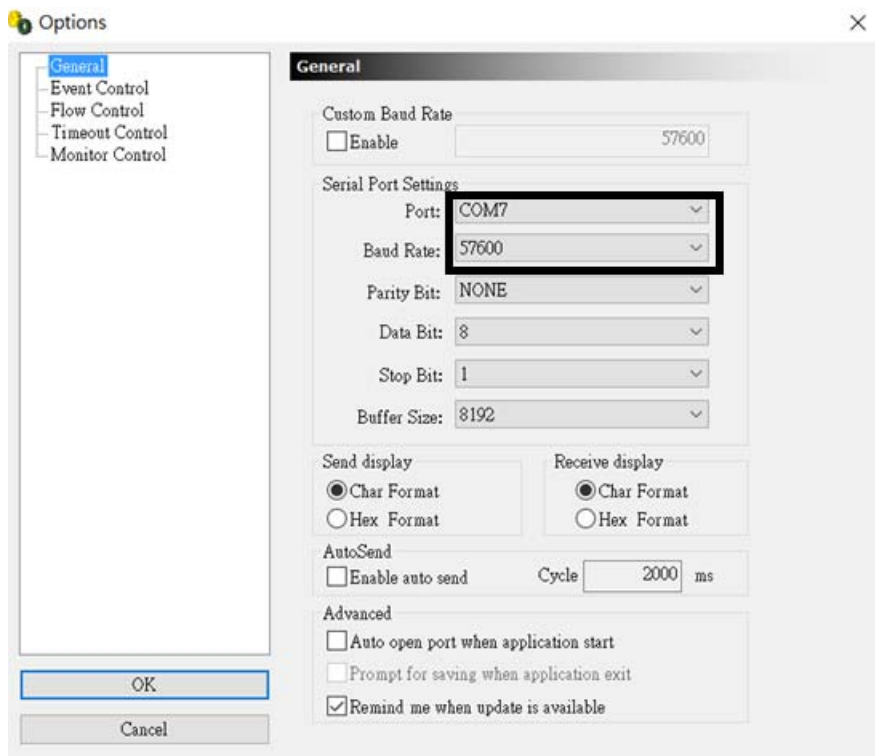 Options
General
Event Control
Flow Control
Timeout Control
Monitor Control
OK
Cancel
General
Custom Baud Rate
Enable 57600
Serial Port Settings
Port: COM7
Baud Rate: 57600
Parity Bit: NONE
Data Bit: 8
Stop Bit: 1
Buffer Size: 8192
Send display
Char Format
Hex Format
Receive display
Char Format
Hex Format
AutoSend
Enable auto send Cycle 2000 ms
Advanced
Auto open port when application start
Prompt for saving when application exit
Remind me when update is available